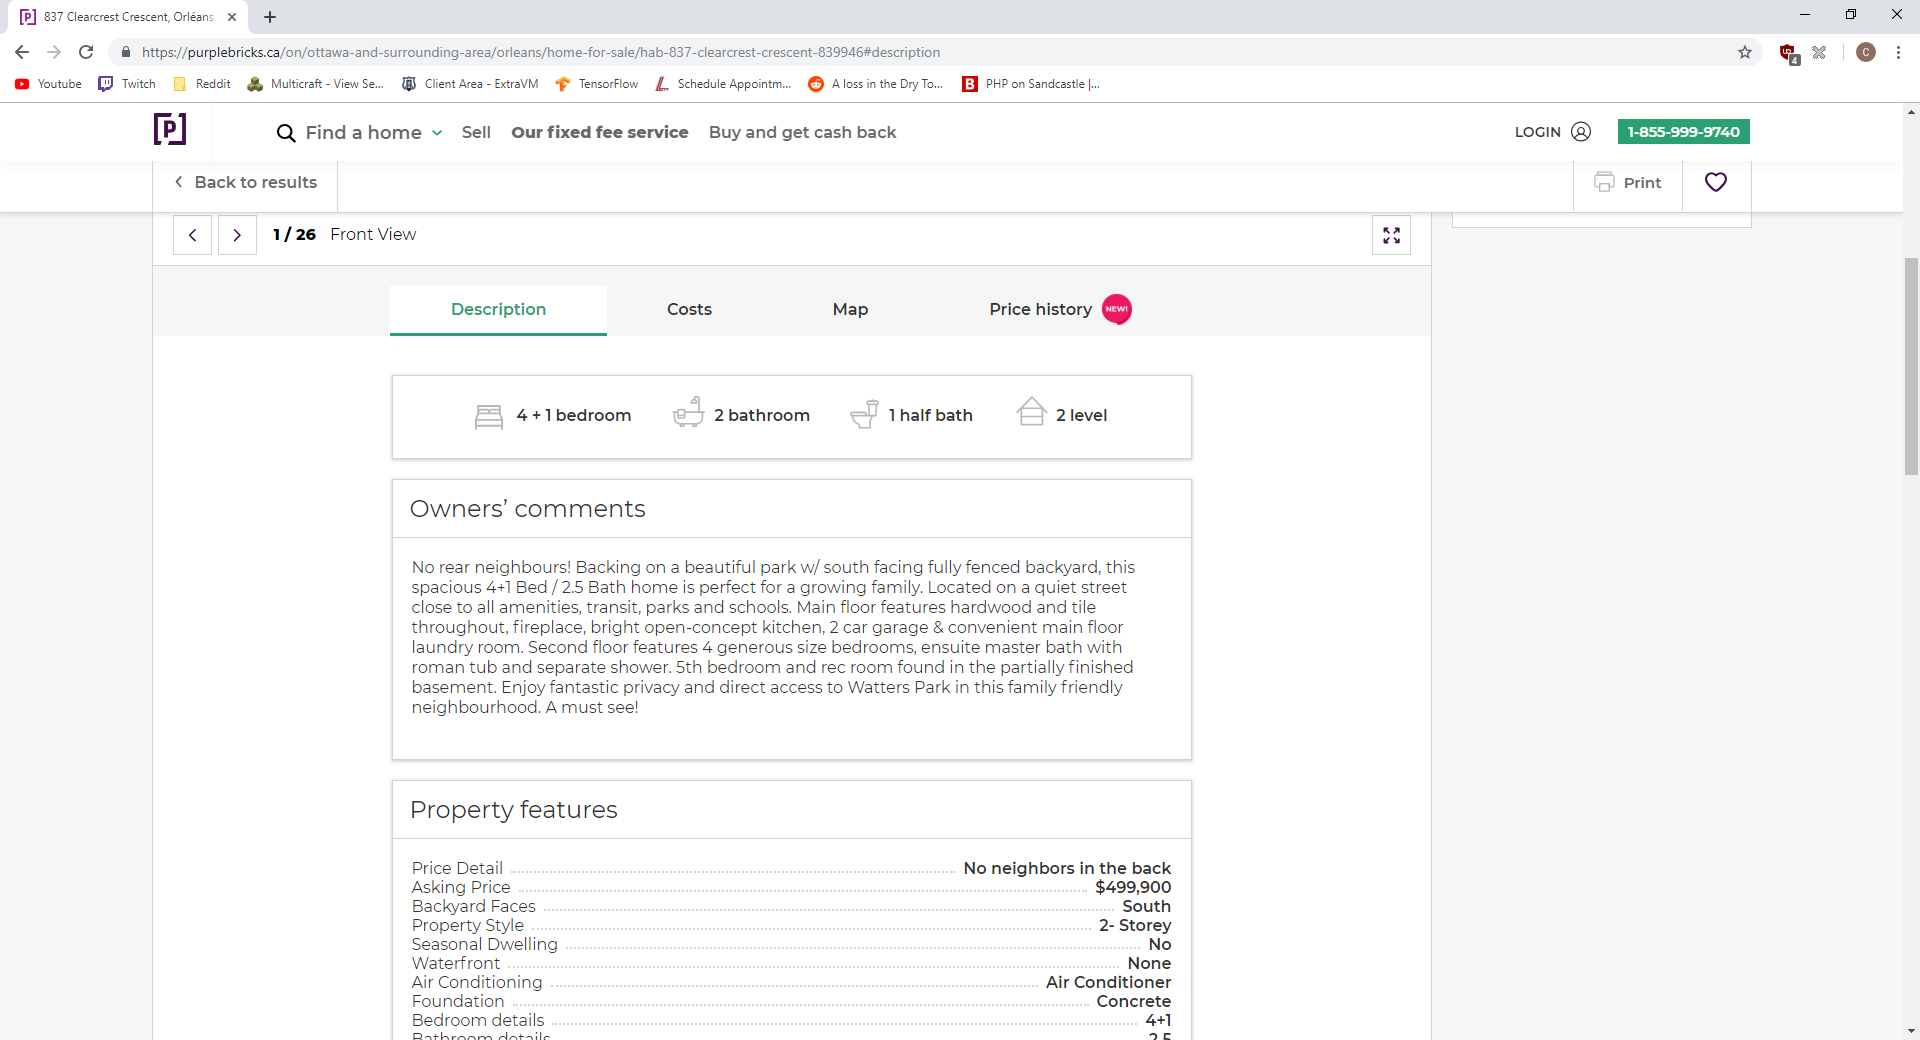 837 Clearcrest Crescent, Orléans
https://purplebricks.ca/on/ottawa-and-surrounding-area/orleans/home-for-sale/hab-837-clearcrest-crescent-839946#description
4
C
Youtube
Twitch
Reddit
Multicraft - View Se...
Client Area - ExtraVM
TensorFlow
Schedule Appointm...
A loss in the Dry To...
B
PHP on Sandcastle |...
[P]
Find a home
Sell
Our fixed fee service
Buy and get cash back
LOGIN
1-855-999-9740
Back to results
Print
1 / 26 Front View
Description
Costs
Map
Price history
NEW!
4 + 1 bedroom
2 bathroom
1 half bath
2 level
Owners’ comments
No rear neighbours! Backing on a beautiful park w/ south facing fully fenced backyard, this
spacious 4+1 Bed / 2.5 Bath home is perfect for a growing family. Located on a quiet street
close to all amenities, transit, parks and schools. Main floor features hardwood and tile
throughout, fireplace, bright open-concept kitchen, 2 car garage & convenient main floor
laundry room. Second floor features 4 generous size bedrooms, ensuite master bath with
roman tub and separate shower. 5th bedroom and rec room found in the partially finished
basement. Enjoy fantastic privacy and direct access to Watters Park in this family friendly
neighbourhood. A must see!
Property features
Price Detail No neighbors in the back
Asking Price $499,900
Backyard Faces South
Property Style 2- Storey
Seasonal Dwelling No
Waterfront None
Air Conditioning Air Conditioner
Foundation Concrete
Bedroom details 4+1
Bathroom details 2.5